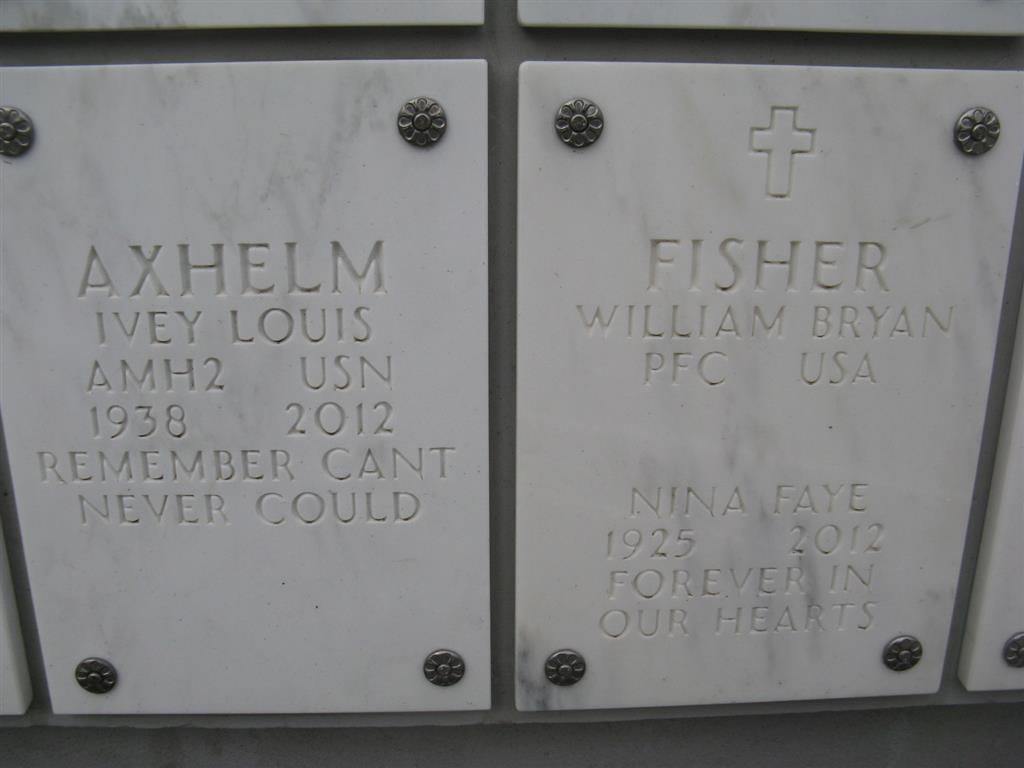 AXHELM
IVEY LOUIS
AMH2 USN
1938 2012
REMEMBER CANT
NEVER COULD
FISHER
WILLIAM BRYAN
PFC USA
NINA FAYE
1925 2012
FOREVER IN
OUR HEARTS